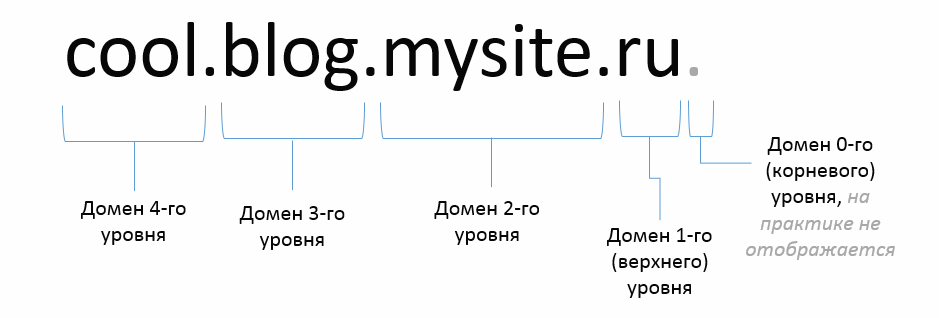 cool.blog.mysite.ru.
Домен 4-го
уровня
Домен 3-го
уровня
Домен 2-го
уровня
Домен 1-го
(верхнего)
уровня
Домен 0-го
(корневого)
уровня, на
практике не
отображается